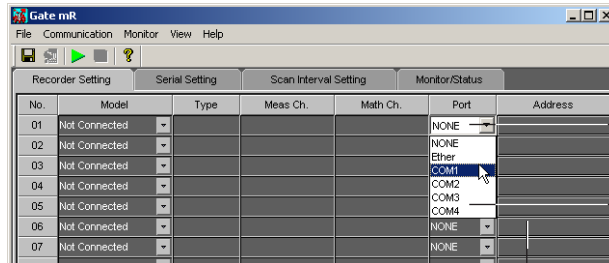 Gate mR
File Communication Monitor View Help
Recorder Setting Serial Setting Scan Interval Setting Monitor/Status
No. Model Type Meas Ch. Math Ch. Port Address
01 Not Connected NONE
02 Not Connected NONE
Ether
03 Not Connected COM1
04 Not Connected COM2
COM3
05 Not Connected COM4
06 Not Connected NONE
07 Not Connected NONE